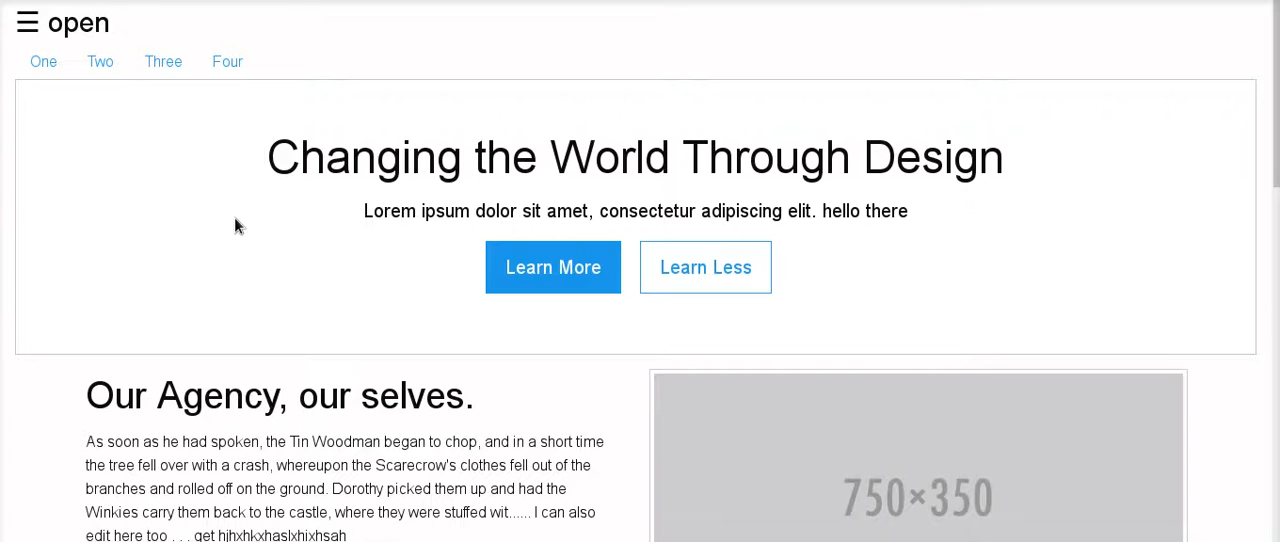 ☰ open
One Two Three Four
Changing the World Through Design
Lorem ipsum dolor sit amet, consectetur adipiscing elit. hello there
Learn More Learn Less
Our Agency, our selves.
As soon as he had spoken, the Tin Woodman began to chop, and in a short time
the tree fell over with a crash, whereupon the Scarecrow's clothes fell out of the
branches and rolled off on the ground. Dorothy picked them up and had the
Winkies carry them back to the castle, where they were stuffed wit...... I can also
edit here too . . . get hjhxhkxhaslxhixhsah
750×350